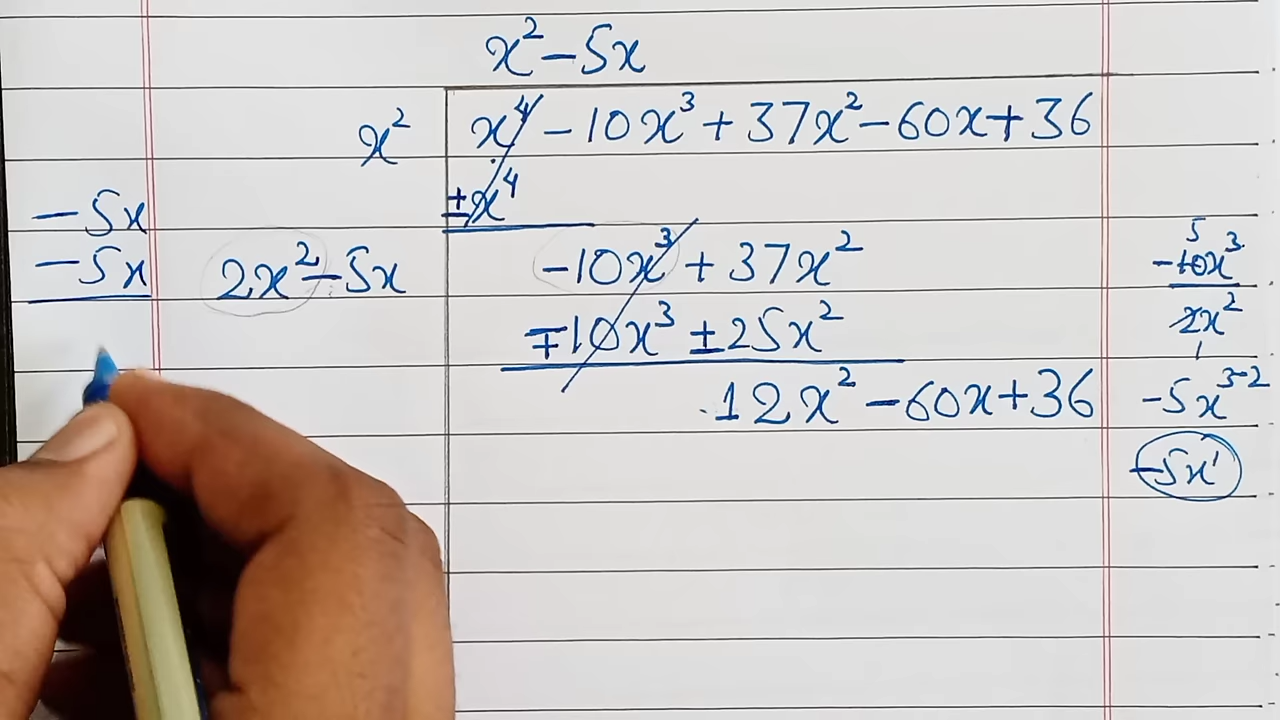 x² − 5x
x² x⁴ − 10x³ + 37x² − 60x + 36
− 5x ± x⁴
− 5x 2x² − 5x − 10x³ + 37x²
∓ 10x³ ± 25x²
12x² − 60x + 36
5
− 10x³
2x²
1
− 5x³⁻²
− 5x¹